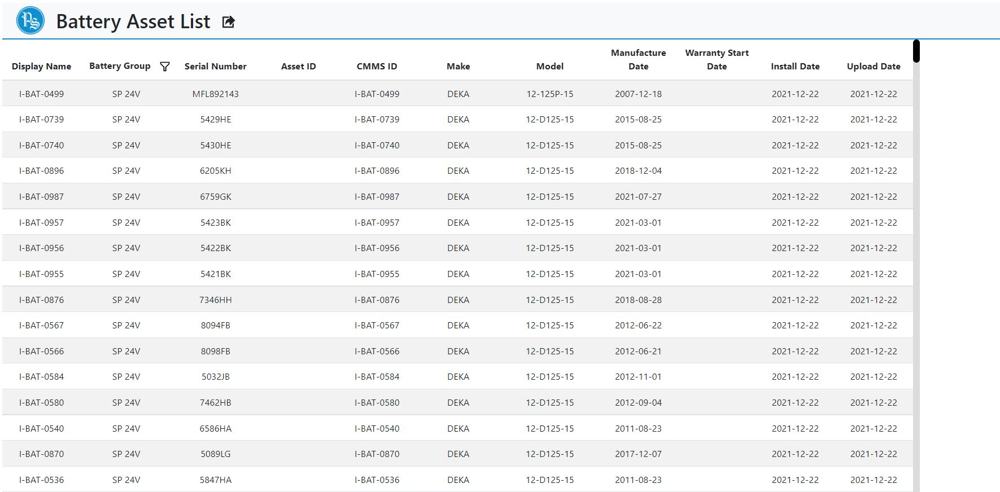 PS Battery Asset List
Display Name Battery Group Serial Number Asset ID CMMS ID Make Model Manufacture Date Warranty Start Date Install Date Upload Date
I-BAT-0499 SP 24V MFL892143 I-BAT-0499 DEKA 12-125P-15 2007-12-18 2021-12-22 2021-12-22
I-BAT-0739 SP 24V 5429HE I-BAT-0739 DEKA 12-D125-15 2015-08-25 2021-12-22 2021-12-22
I-BAT-0740 SP 24V 5430HE I-BAT-0740 DEKA 12-D125-15 2015-08-25 2021-12-22 2021-12-22
I-BAT-0896 SP 24V 6205KH I-BAT-0896 DEKA 12-D125-15 2018-12-04 2021-12-22 2021-12-22
I-BAT-0987 SP 24V 6759GK I-BAT-0987 DEKA 12-D125-15 2021-07-27 2021-12-22 2021-12-22
I-BAT-0957 SP 24V 5423BK I-BAT-0957 DEKA 12-D125-15 2021-03-01 2021-12-22 2021-12-22
I-BAT-0956 SP 24V 5422BK I-BAT-0956 DEKA 12-D125-15 2021-03-01 2021-12-22 2021-12-22
I-BAT-0955 SP 24V 5421BK I-BAT-0955 DEKA 12-D125-15 2021-03-01 2021-12-22 2021-12-22
I-BAT-0876 SP 24V 7346HH I-BAT-0876 DEKA 12-D125-15 2018-08-28 2021-12-22 2021-12-22
I-BAT-0567 SP 24V 8094FB I-BAT-0567 DEKA 12-D125-15 2012-06-22 2021-12-22 2021-12-22
I-BAT-0566 SP 24V 8098FB I-BAT-0566 DEKA 12-D125-15 2012-06-21 2021-12-22 2021-12-22
I-BAT-0584 SP 24V 5032JB I-BAT-0584 DEKA 12-D125-15 2012-11-01 2021-12-22 2021-12-22
I-BAT-0580 SP 24V 7462HB I-BAT-0580 DEKA 12-D125-15 2012-09-04 2021-12-22 2021-12-22
I-BAT-0540 SP 24V 6586HA I-BAT-0540 DEKA 12-D125-15 2011-08-23 2021-12-22 2021-12-22
I-BAT-0870 SP 24V 5089LG I-BAT-0870 DEKA 12-D125-15 2017-12-07 2021-12-22 2021-12-22
I-BAT-0536 SP 24V 5847HA I-BAT-0536 DEKA 12-D125-15 2011-08-23 2021-12-22 2021-12-22